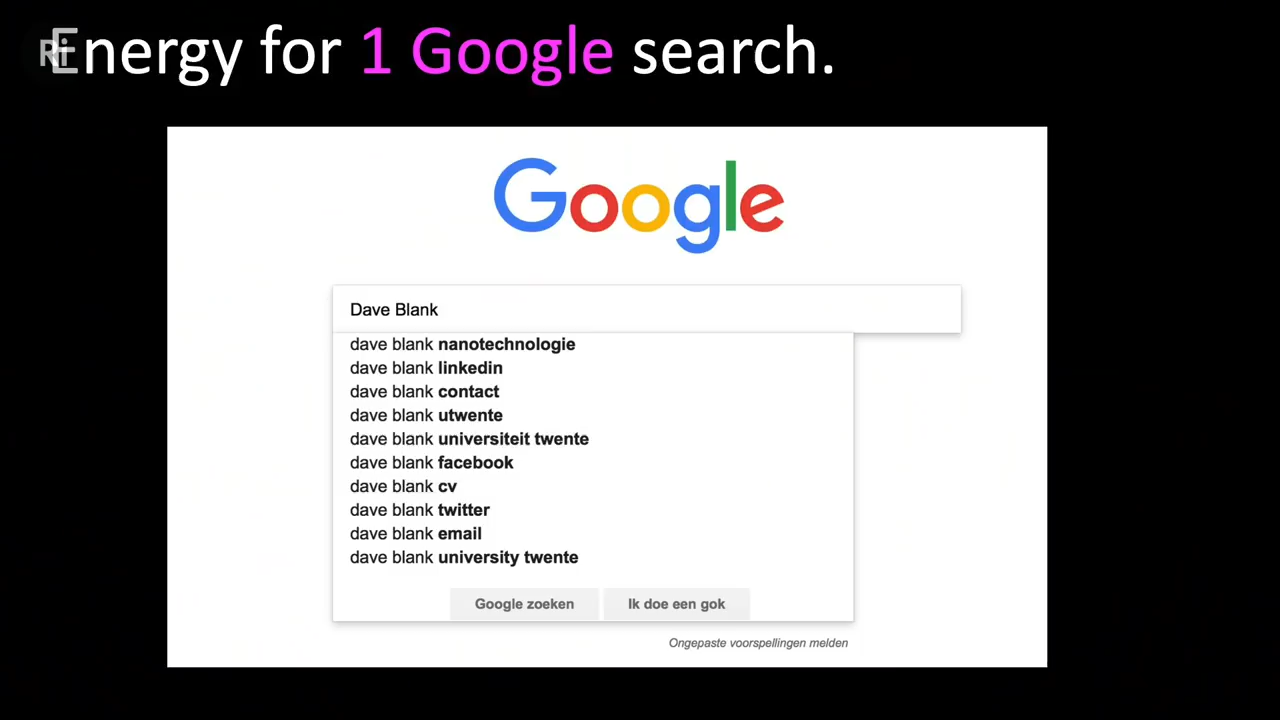 Ri
Energy for 1 Google search.
Google
Dave Blank
dave blank nanotechnologie
dave blank linkedin
dave blank contact
dave blank utwente
dave blank universiteit twente
dave blank facebook
dave blank cv
dave blank twitter
dave blank email
dave blank university twente
Google zoeken Ik doe een gok
Ongepaste voorspellingen melden